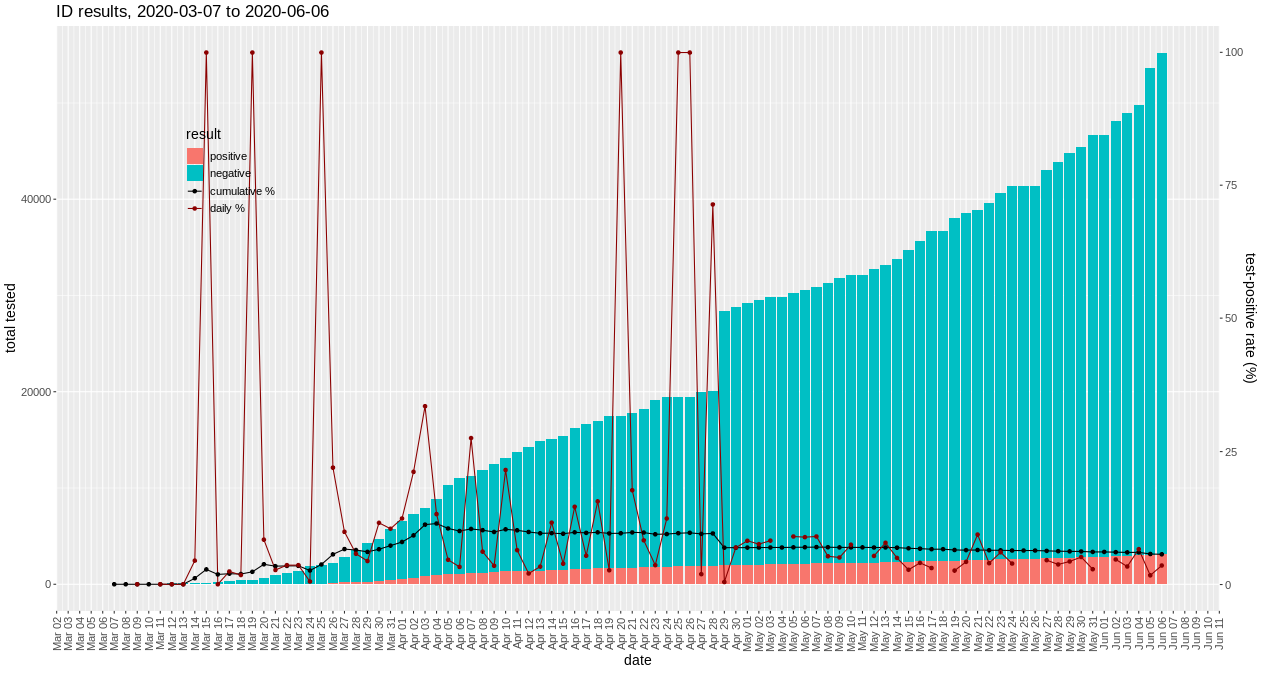 ID results, 2020-03-07 to 2020-06-06
total tested
40000
20000
0
result
positive
negative
cumulative %
daily %
100
75
50
25
0
test-positive rate (%)
Mar 02
Mar 03
Mar 04
Mar 05
Mar 06
Mar 07
Mar 08
Mar 09
Mar 10
Mar 11
Mar 12
Mar 13
Mar 14
Mar 15
Mar 16
Mar 17
Mar 18
Mar 19
Mar 20
Mar 21
Mar 22
Mar 23
Mar 24
Mar 25
Mar 26
Mar 27
Mar 28
Mar 29
Mar 30
Mar 31
Apr 01
Apr 02
Apr 03
Apr 04
Apr 05
Apr 06
Apr 07
Apr 08
Apr 09
Apr 10
Apr 11
Apr 12
Apr 13
Apr 14
Apr 15
Apr 16
Apr 17
Apr 18
Apr 19
Apr 20
Apr 21
Apr 22
Apr 23
Apr 24
Apr 25
Apr 26
Apr 27
Apr 28
Apr 29
Apr 30
May 01
May 02
May 03
May 04
May 05
May 06
May 07
May 08
May 09
May 10
May 11
May 12
May 13
May 14
May 15
May 16
May 17
May 18
May 19
May 20
May 21
May 22
May 23
May 24
May 25
May 26
May 27
May 28
May 29
May 30
May 31
Jun 01
Jun 02
Jun 03
Jun 04
Jun 05
Jun 06
Jun 07
Jun 08
Jun 09
Jun 10
Jun 11
date